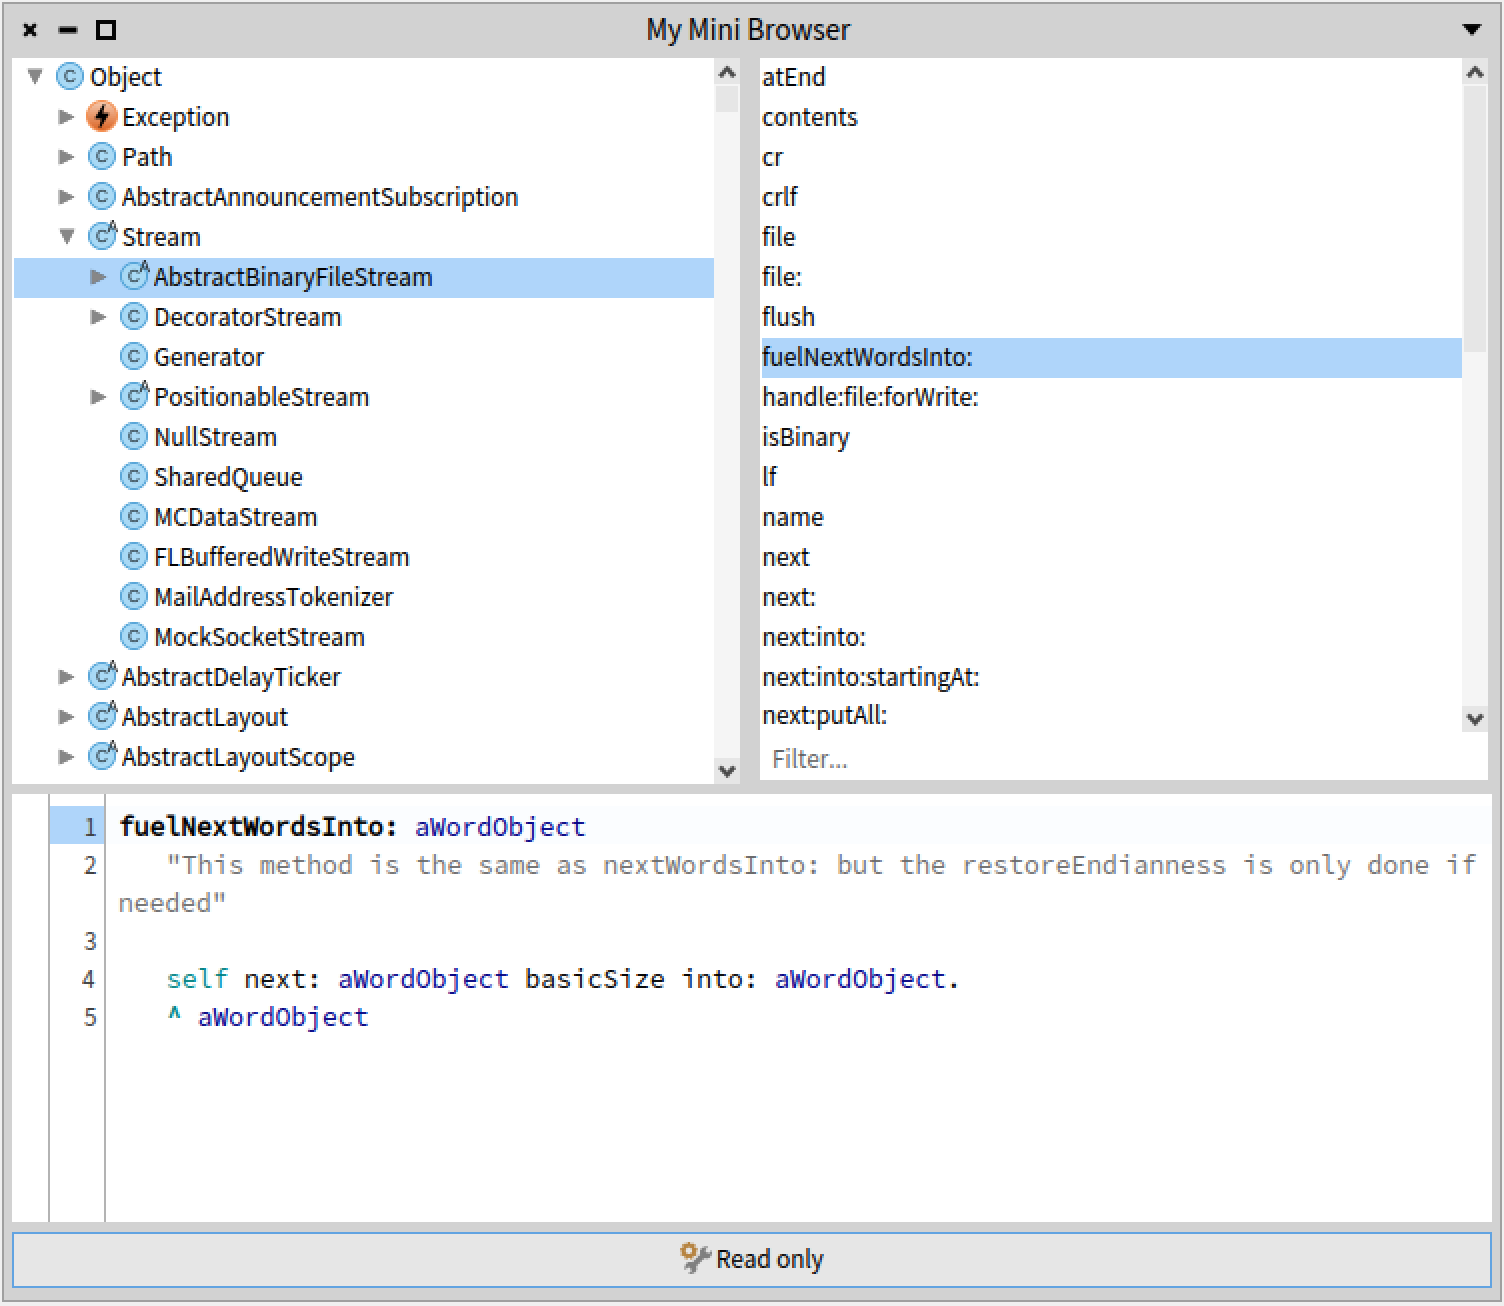 My Mini Browser
Object
Exception
Path
AbstractAnnouncementSubscription
Stream
AbstractBinaryFileStream
DecoratorStream
Generator
PositionableStream
NullStream
SharedQueue
MCDataStream
FLBufferedWriteStream
MailAddressTokenizer
MockSocketStream
AbstractDelayTicker
AbstractLayout
AbstractLayoutScope
atEnd
contents
cr
crlf
file
file:
flush
fuelNextWordsInto:
handle:file:forWrite:
isBinary
lf
name
next
next:
next:into:
next:into:startingAt:
next:putAll:
Filter...
1 fuelNextWordsInto: aWordObject
2 "This method is the same as nextWordsInto: but the restoreEndianness is only done if
needed"
3
4 self next: aWordObject basicSize into: aWordObject.
5 ^ aWordObject
Read only